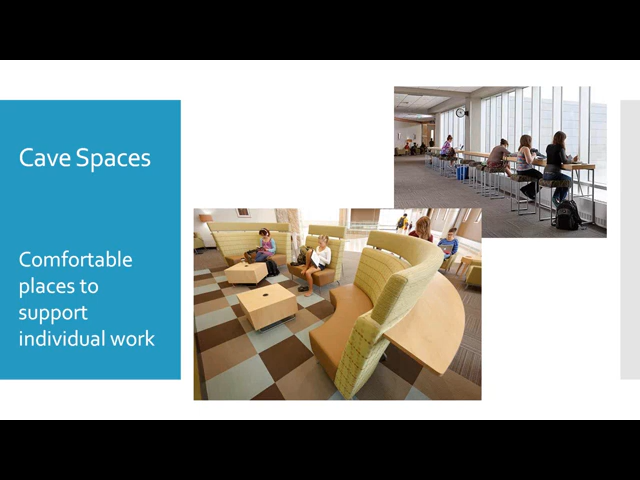 Cave Spaces
Comfortable
places to
support
individual work